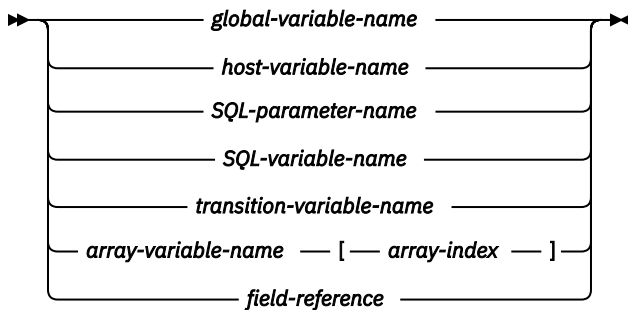 global-variable-name
host-variable-name
SQL-parameter-name
SQL-variable-name
transition-variable-name
array-variable-name [ array-index ]
field-reference